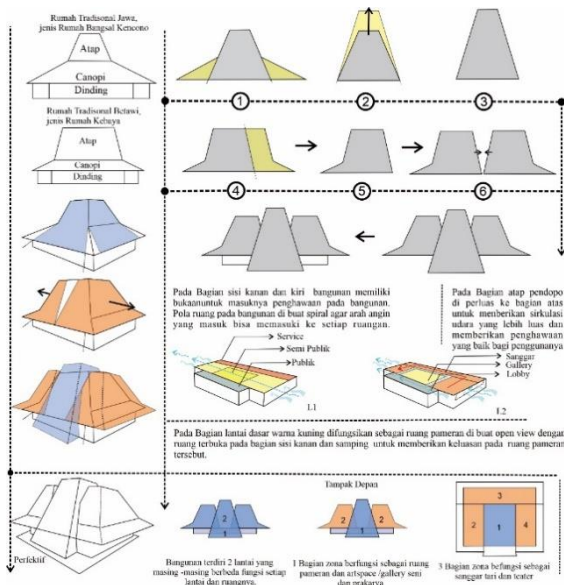 Rumah Tradisonal Jawa,
jenis Rumah Bangsal Kencono
Atap
Canopi
Dinding
Rumah Tradisonal Betawi,
jenis Rumah Kebaya
Atap
Canopi
Dinding
1
2
3
4
5
6
Pada Bagian sisi kanan dan kiri bangunan memiliki
bukaanuntuk masuknya penghawaan pada bangunan.
Pola ruang pada bangunan di buat spiral agar arah angin
yang masuk bisa memasuki ke setiap ruangan.
Pada Bagian atap pendopo
di perluas ke bagian atas
untuk memberikan sirkulasi
udara yang lebih luas dan
memberikan penghawaan
yang baik bagi penggunanya
Service
Semi Publik
Publik
L1
Sanggar
Gallery
Lobby
L2
Pada Bagian lantai dasar warna kuning difungsikan sebagai ruang pameran di buat open view dengan
ruang terbuka pada bagian sisi kanan dan samping untuk memberikan keluasan pada ruang pameran
tersebut.
Perfektif
2
1
Bangunan terdiri 2 lantai yang
masing -masing berbeda fungsi setiap
lantai dan ruangnya.
Tampak Depan
2
1
2
1 Bagian zona berfungsi sebagai ruang
pameran dan artspace /gallery seni
dan prakarya
3
2
1
4
3 Bagian zona befungsi sebagai
sanggar tari dan teater